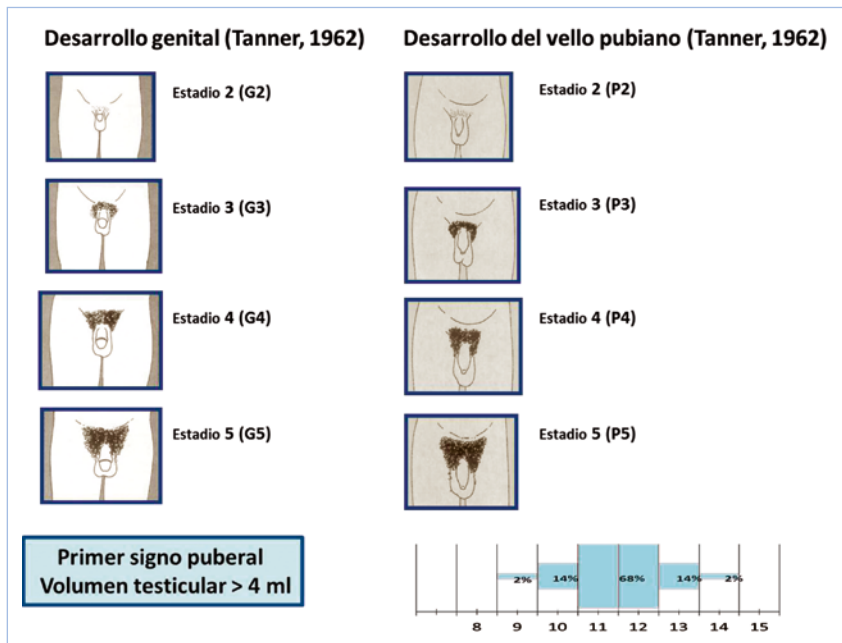 Desarrollo genital (Tanner, 1962)
Estadio 2 (G2)
Estadio 3 (G3)
Estadio 4 (G4)
Estadio 5 (G5)
Primer signo puberal
Volumen testicular > 4 ml
Desarrollo del vello pubiano (Tanner, 1962)
Estadio 2 (P2)
Estadio 3 (P3)
Estadio 4 (P4)
Estadio 5 (P5)
2% 14% 68% 14% 2%
8 9 10 11 12 13 14 15